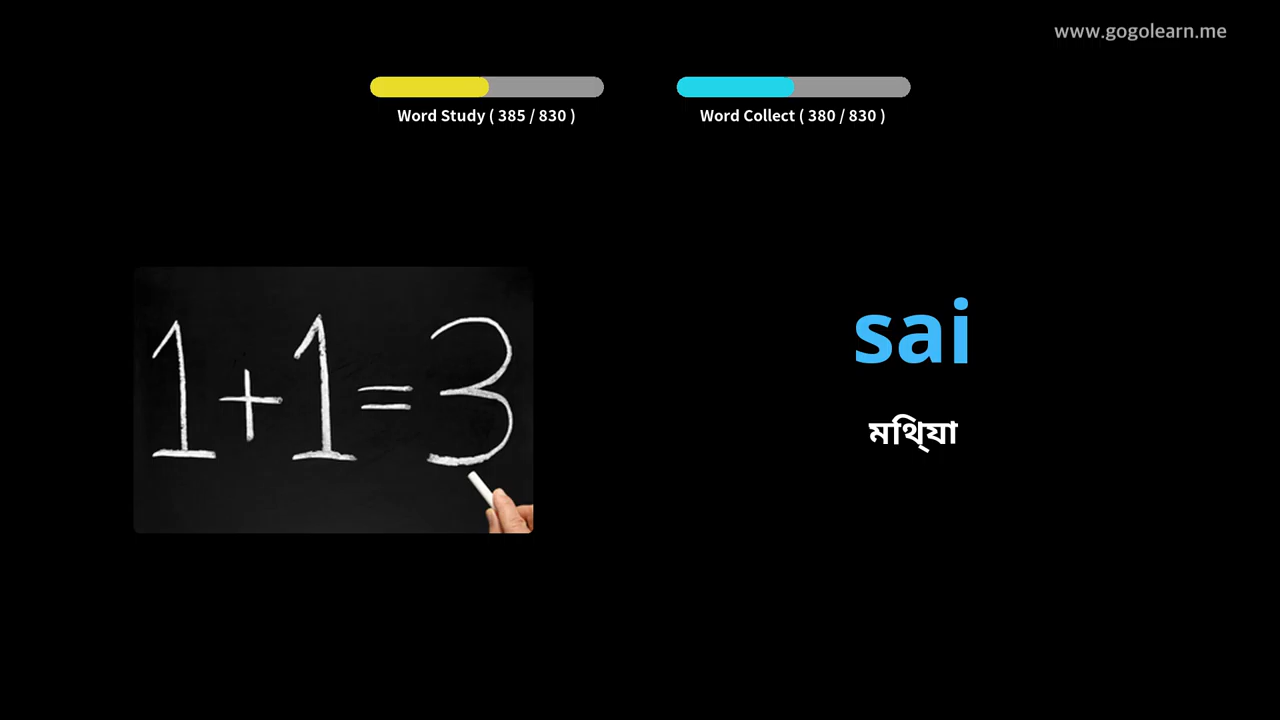 www.gogolearn.me
Word Study ( 385 / 830 )
Word Collect ( 380 / 830 )
1+1=3
sai
মিথ্যা